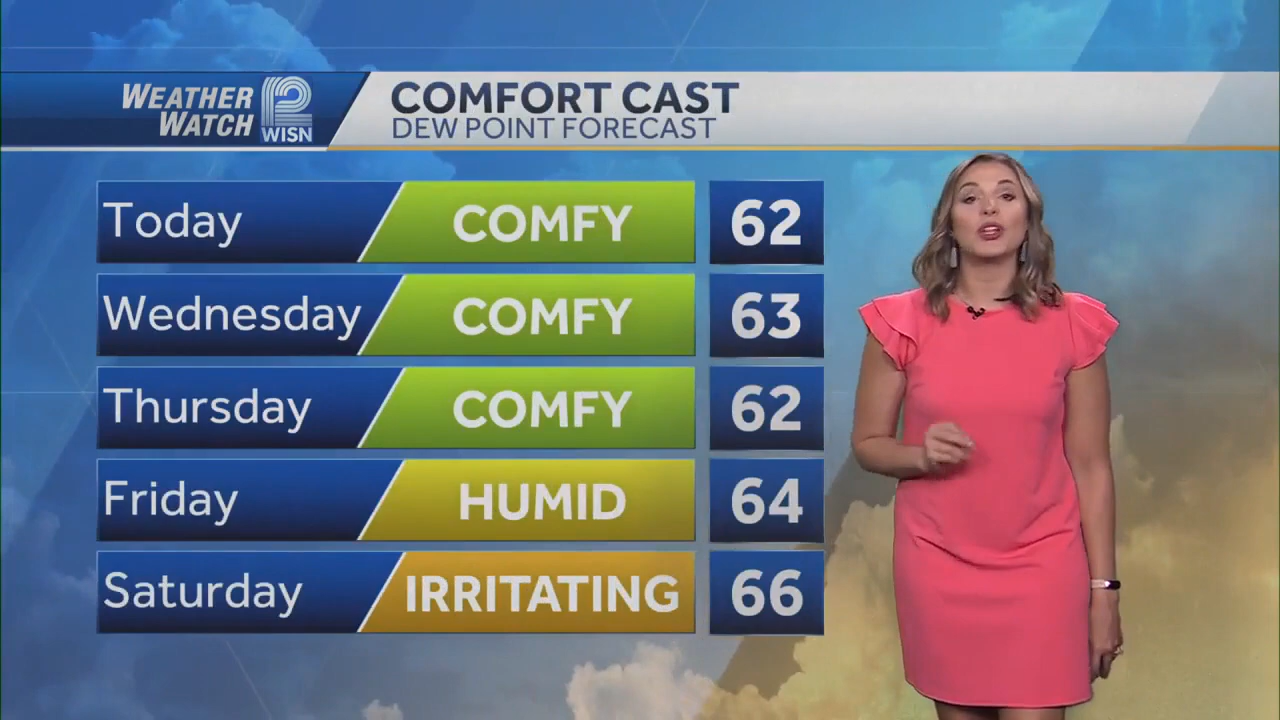 WEATHER WATCH
12
WISN
COMFORT CAST
DEW POINT FORECAST
Today COMFY 62
Wednesday COMFY 63
Thursday COMFY 62
Friday HUMID 64
Saturday IRRITATING 66